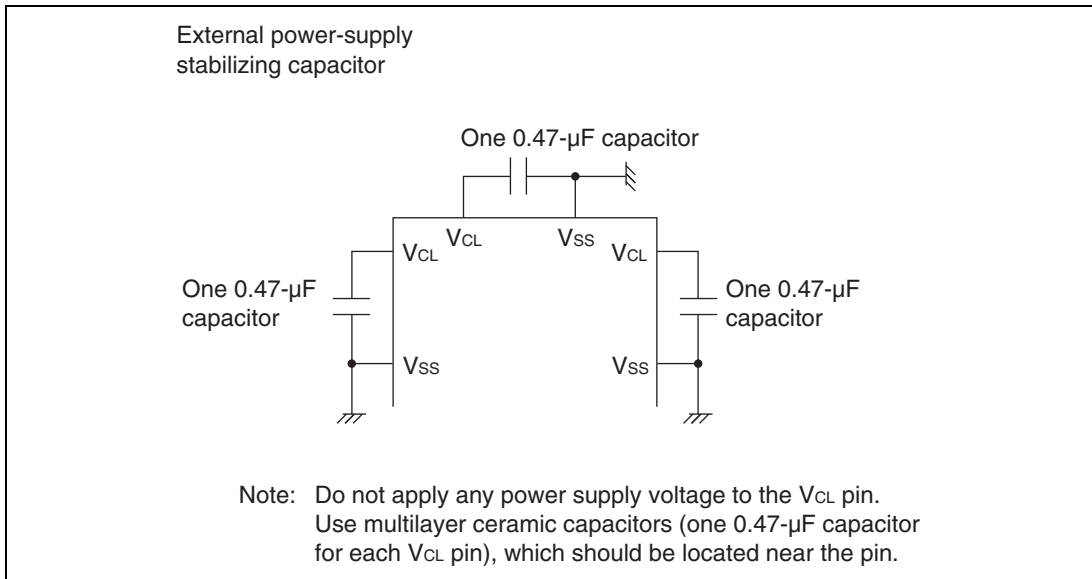 External power-supply
stabilizing capacitor
One 0.47-µF capacitor
VCL
VCL
VSS
VCL
One 0.47-µF
capacitor
One 0.47-µF
capacitor
VSS
VSS
Note: Do not apply any power supply voltage to the VCL pin.
Use multilayer ceramic capacitors (one 0.47-µF capacitor
for each VCL pin), which should be located near the pin.